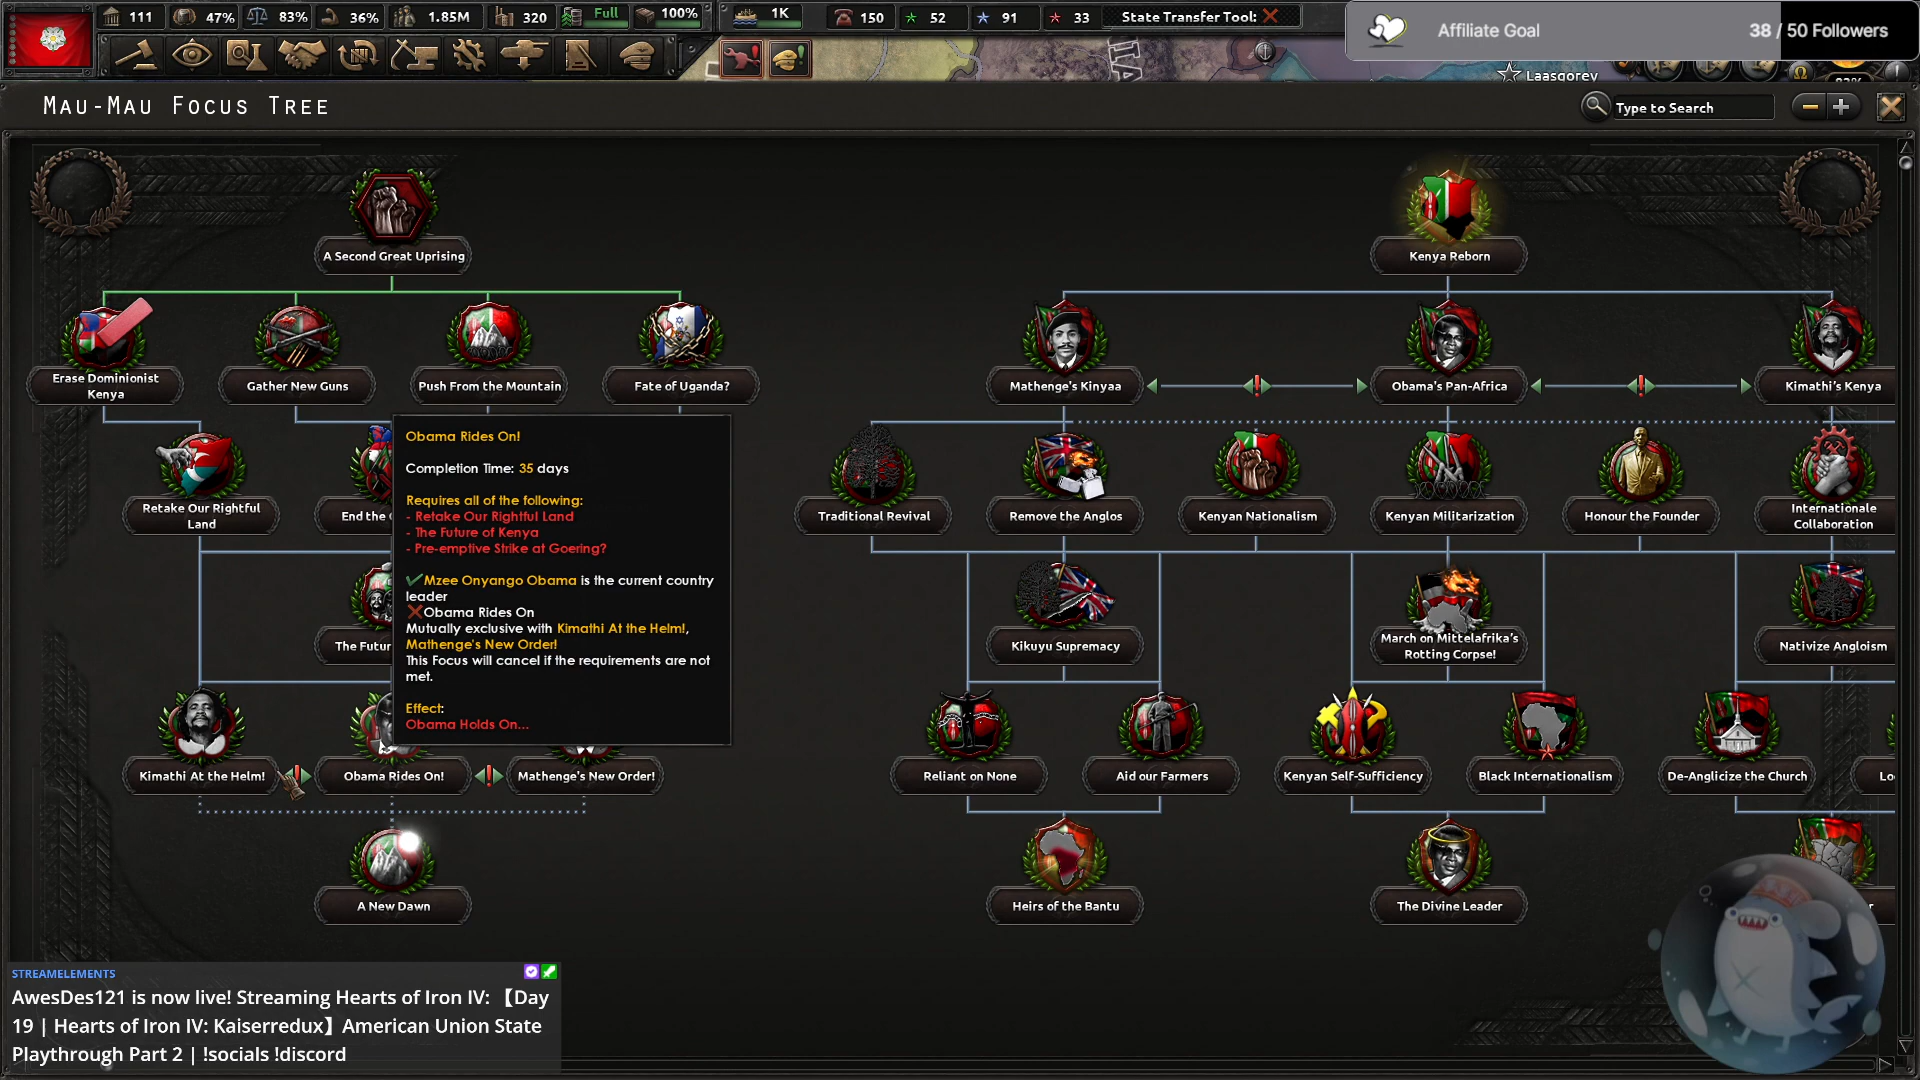 111
47%
83%
36%
1.85M
320
Full
100%
1K
150
52
91
33
State Transfer Tool:
Affiliate Goal
38 / 50 Followers
Laasqorey
Mau-Mau Focus Tree
Type to Search
A Second Great Uprising
Kenya Reborn
Erase Dominionist
Kenya
Gather New Guns
Push From the Mountain
Fate of Uganda?
Mathenge's Kinyaa
Obama's Pan-Africa
Kimathi's Kenya
Retake Our Rightful
Land
End the
Traditional Revival
Remove the Anglos
Kenyan Nationalism
Kenyan Militarization
Honour the Founder
Internationale
Collaboration
Obama Rides On!
Completion Time: 35 days
Requires all of the following:
- Retake Our Rightful Land
- The Future of Kenya
- Pre-emptive Strike at Goering?
Mzee Onyango Obama is the current country
leader
Obama Rides On
Mutually exclusive with Kimathi At the Helm!,
Mathenge's New Order!
This Focus will cancel if the requirements are not
met.
Effect:
Obama Holds On...
The Futur
Kikuyu Supremacy
March on Mittelafrika's
Rotting Corpse!
Nativize Angloism
Kimathi At the Helm!
Obama Rides On!
Mathenge's New Order!
Reliant on None
Aid our Farmers
Kenyan Self-Sufficiency
Black Internationalism
De-Anglicize the Church
Lo
A New Dawn
Heirs of the Bantu
The Divine Leader
STREAMELEMENTS
AwesDes121 is now live! Streaming Hearts of Iron IV: 【Day
19 | Hearts of Iron IV: Kaiserredux】American Union State
Playthrough Part 2 | !socials !discord